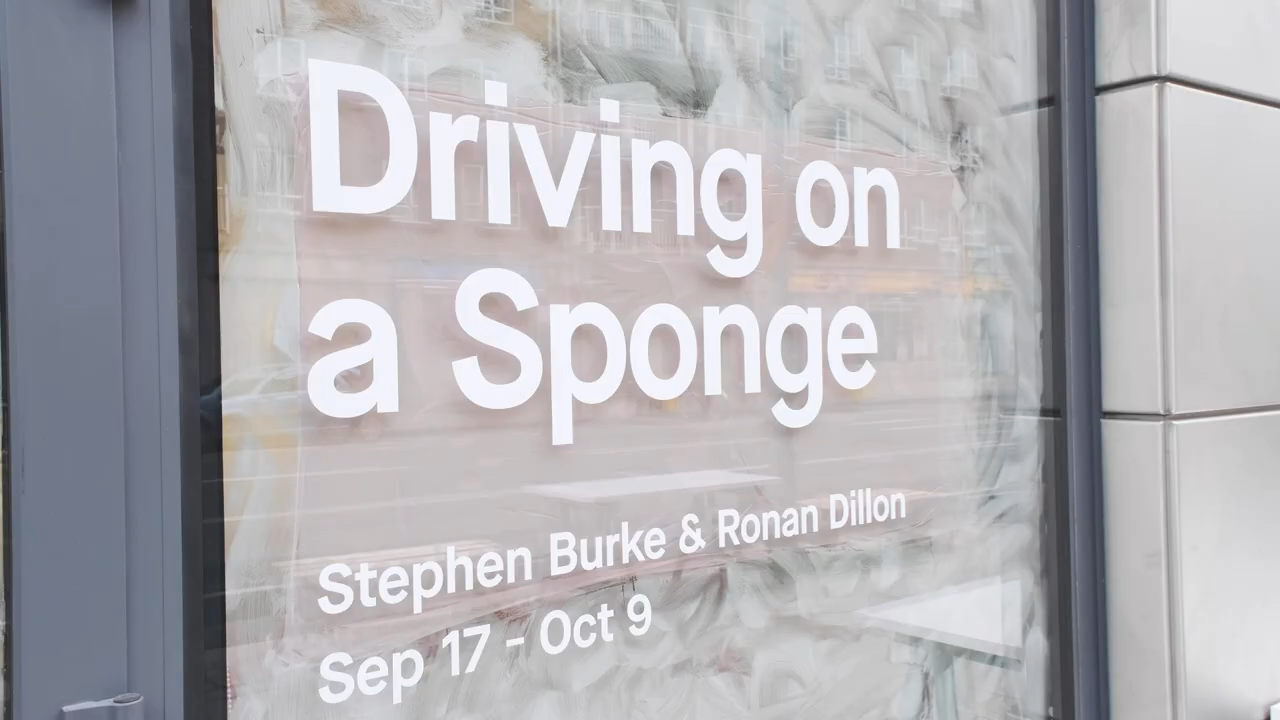 Driving on
a Sponge
Stephen Burke & Ronan Dillon
Sep 17 - Oct 9